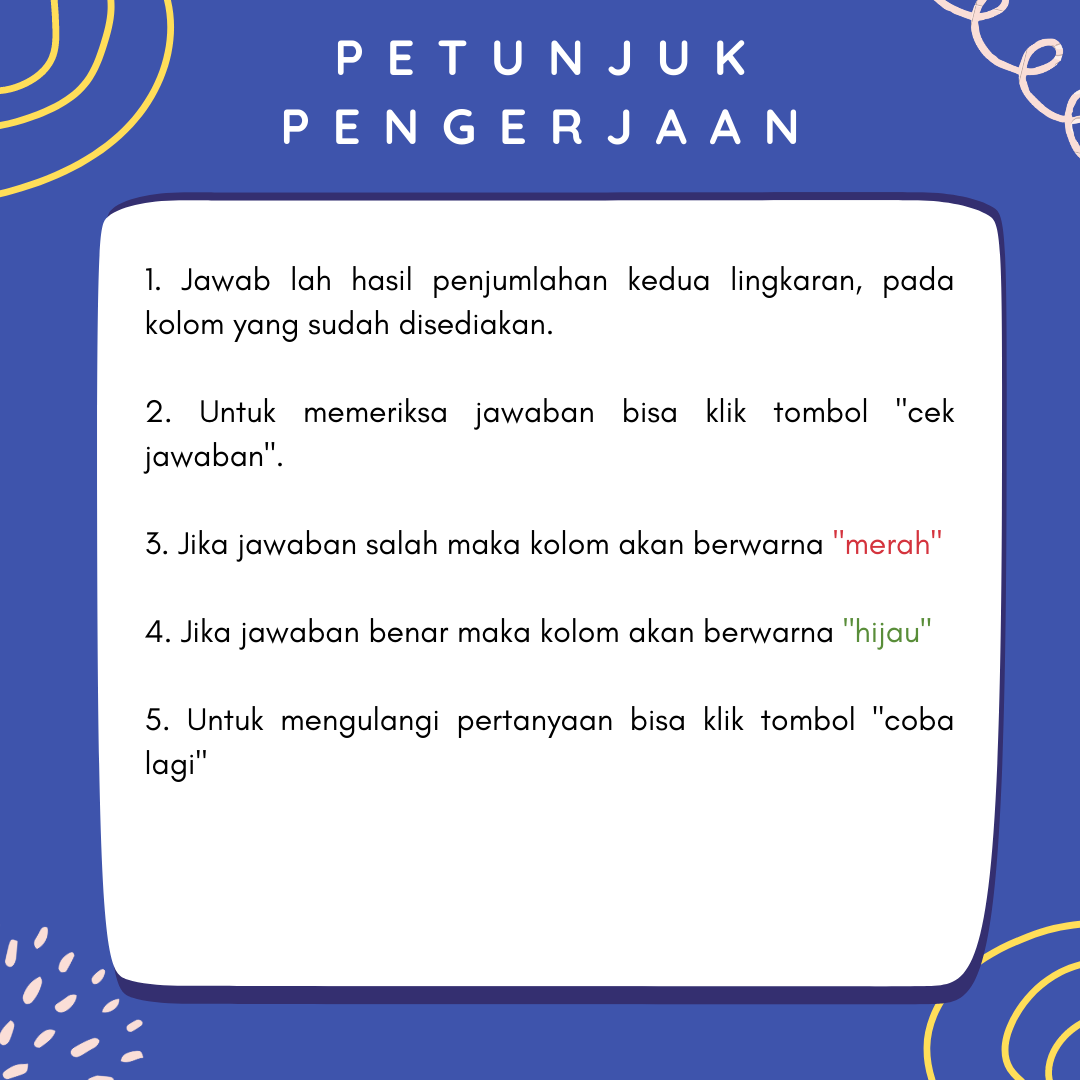 PETUNJUK
PENGERJAAN
1. Jawab lah hasil penjumlahan kedua lingkaran, pada
kolom yang sudah disediakan.
2. Untuk memeriksa jawaban bisa klik tombol "cek
jawaban".
3. Jika jawaban salah maka kolom akan berwarna "merah"
4. Jika jawaban benar maka kolom akan berwarna "hijau"
5. Untuk mengulangi pertanyaan bisa klik tombol "coba
lagi"